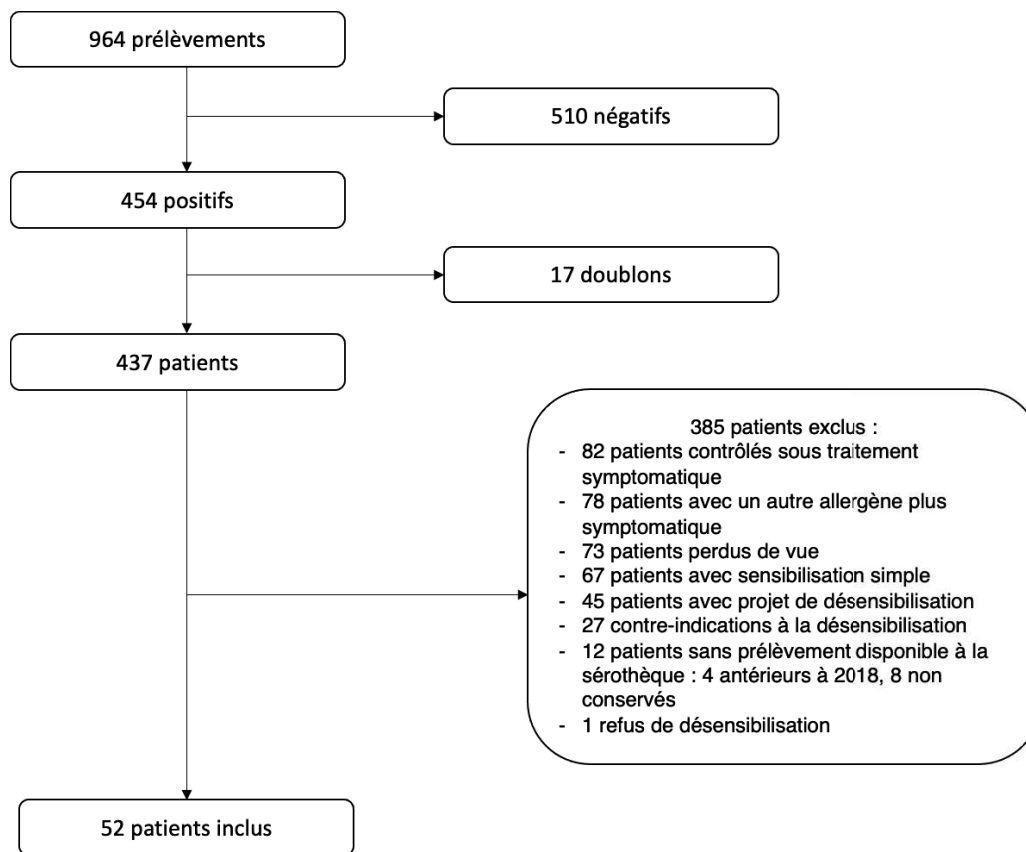 964 prélèvements
510 négatifs
454 positifs
17 doublons
437 patients
385 patients exclus :
- 82 patients contrôlés sous traitement
symptomatique
- 78 patients avec un autre allergène plus
symptomatique
- 73 patients perdus de vue
- 67 patients avec sensibilisation simple
- 45 patients avec projet de désensibilisation
- 27 contre-indications à la désensibilisation
- 12 patients sans prélèvement disponible à la
sérothèque : 4 antérieurs à 2018, 8 non
conservés
- 1 refus de désensibilisation
52 patients inclus